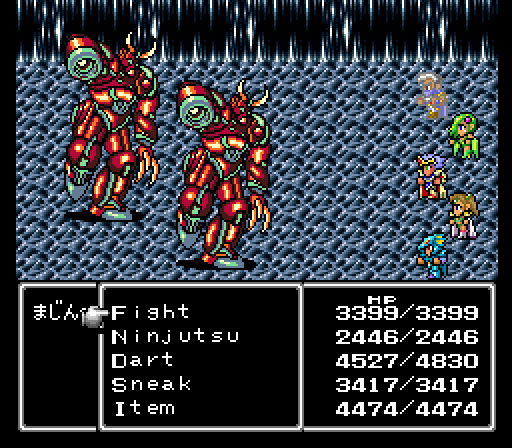 HP
まじん Fight 3399/3399
Ninjutsu 2446/2446
Dart 4527/4830
Sneak 3417/3417
Item 4474/4474